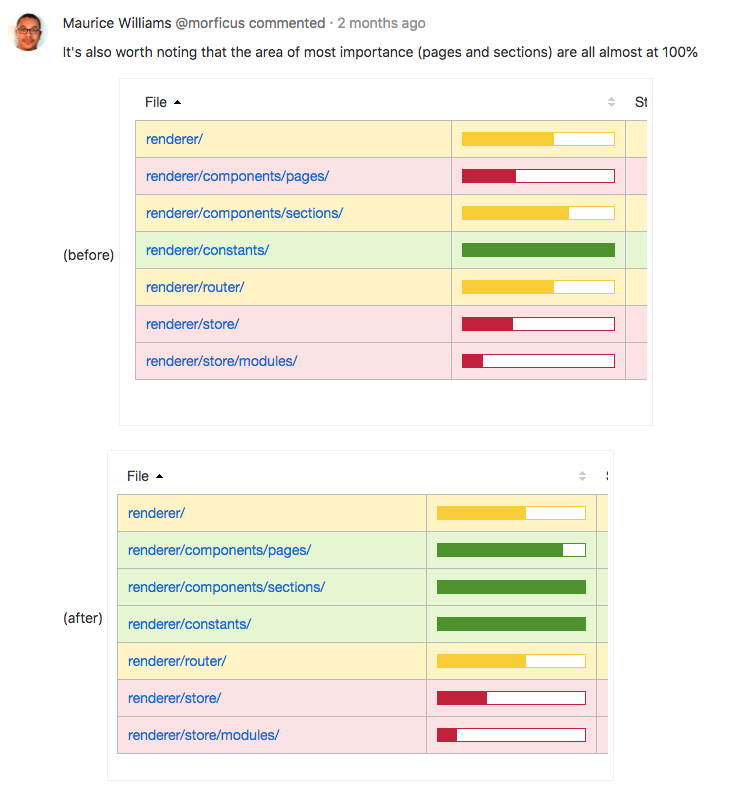 Maurice Williams @morficus commented · 2 months ago
It's also worth noting that the area of most importance (pages and sections) are all almost at 100%
File St
renderer/
renderer/components/pages/
renderer/components/sections/
(before)
renderer/constants/
renderer/router/
renderer/store/
renderer/store/modules/
File
renderer/
renderer/components/pages/
renderer/components/sections/
(after)
renderer/constants/
renderer/router/
renderer/store/
renderer/store/modules/